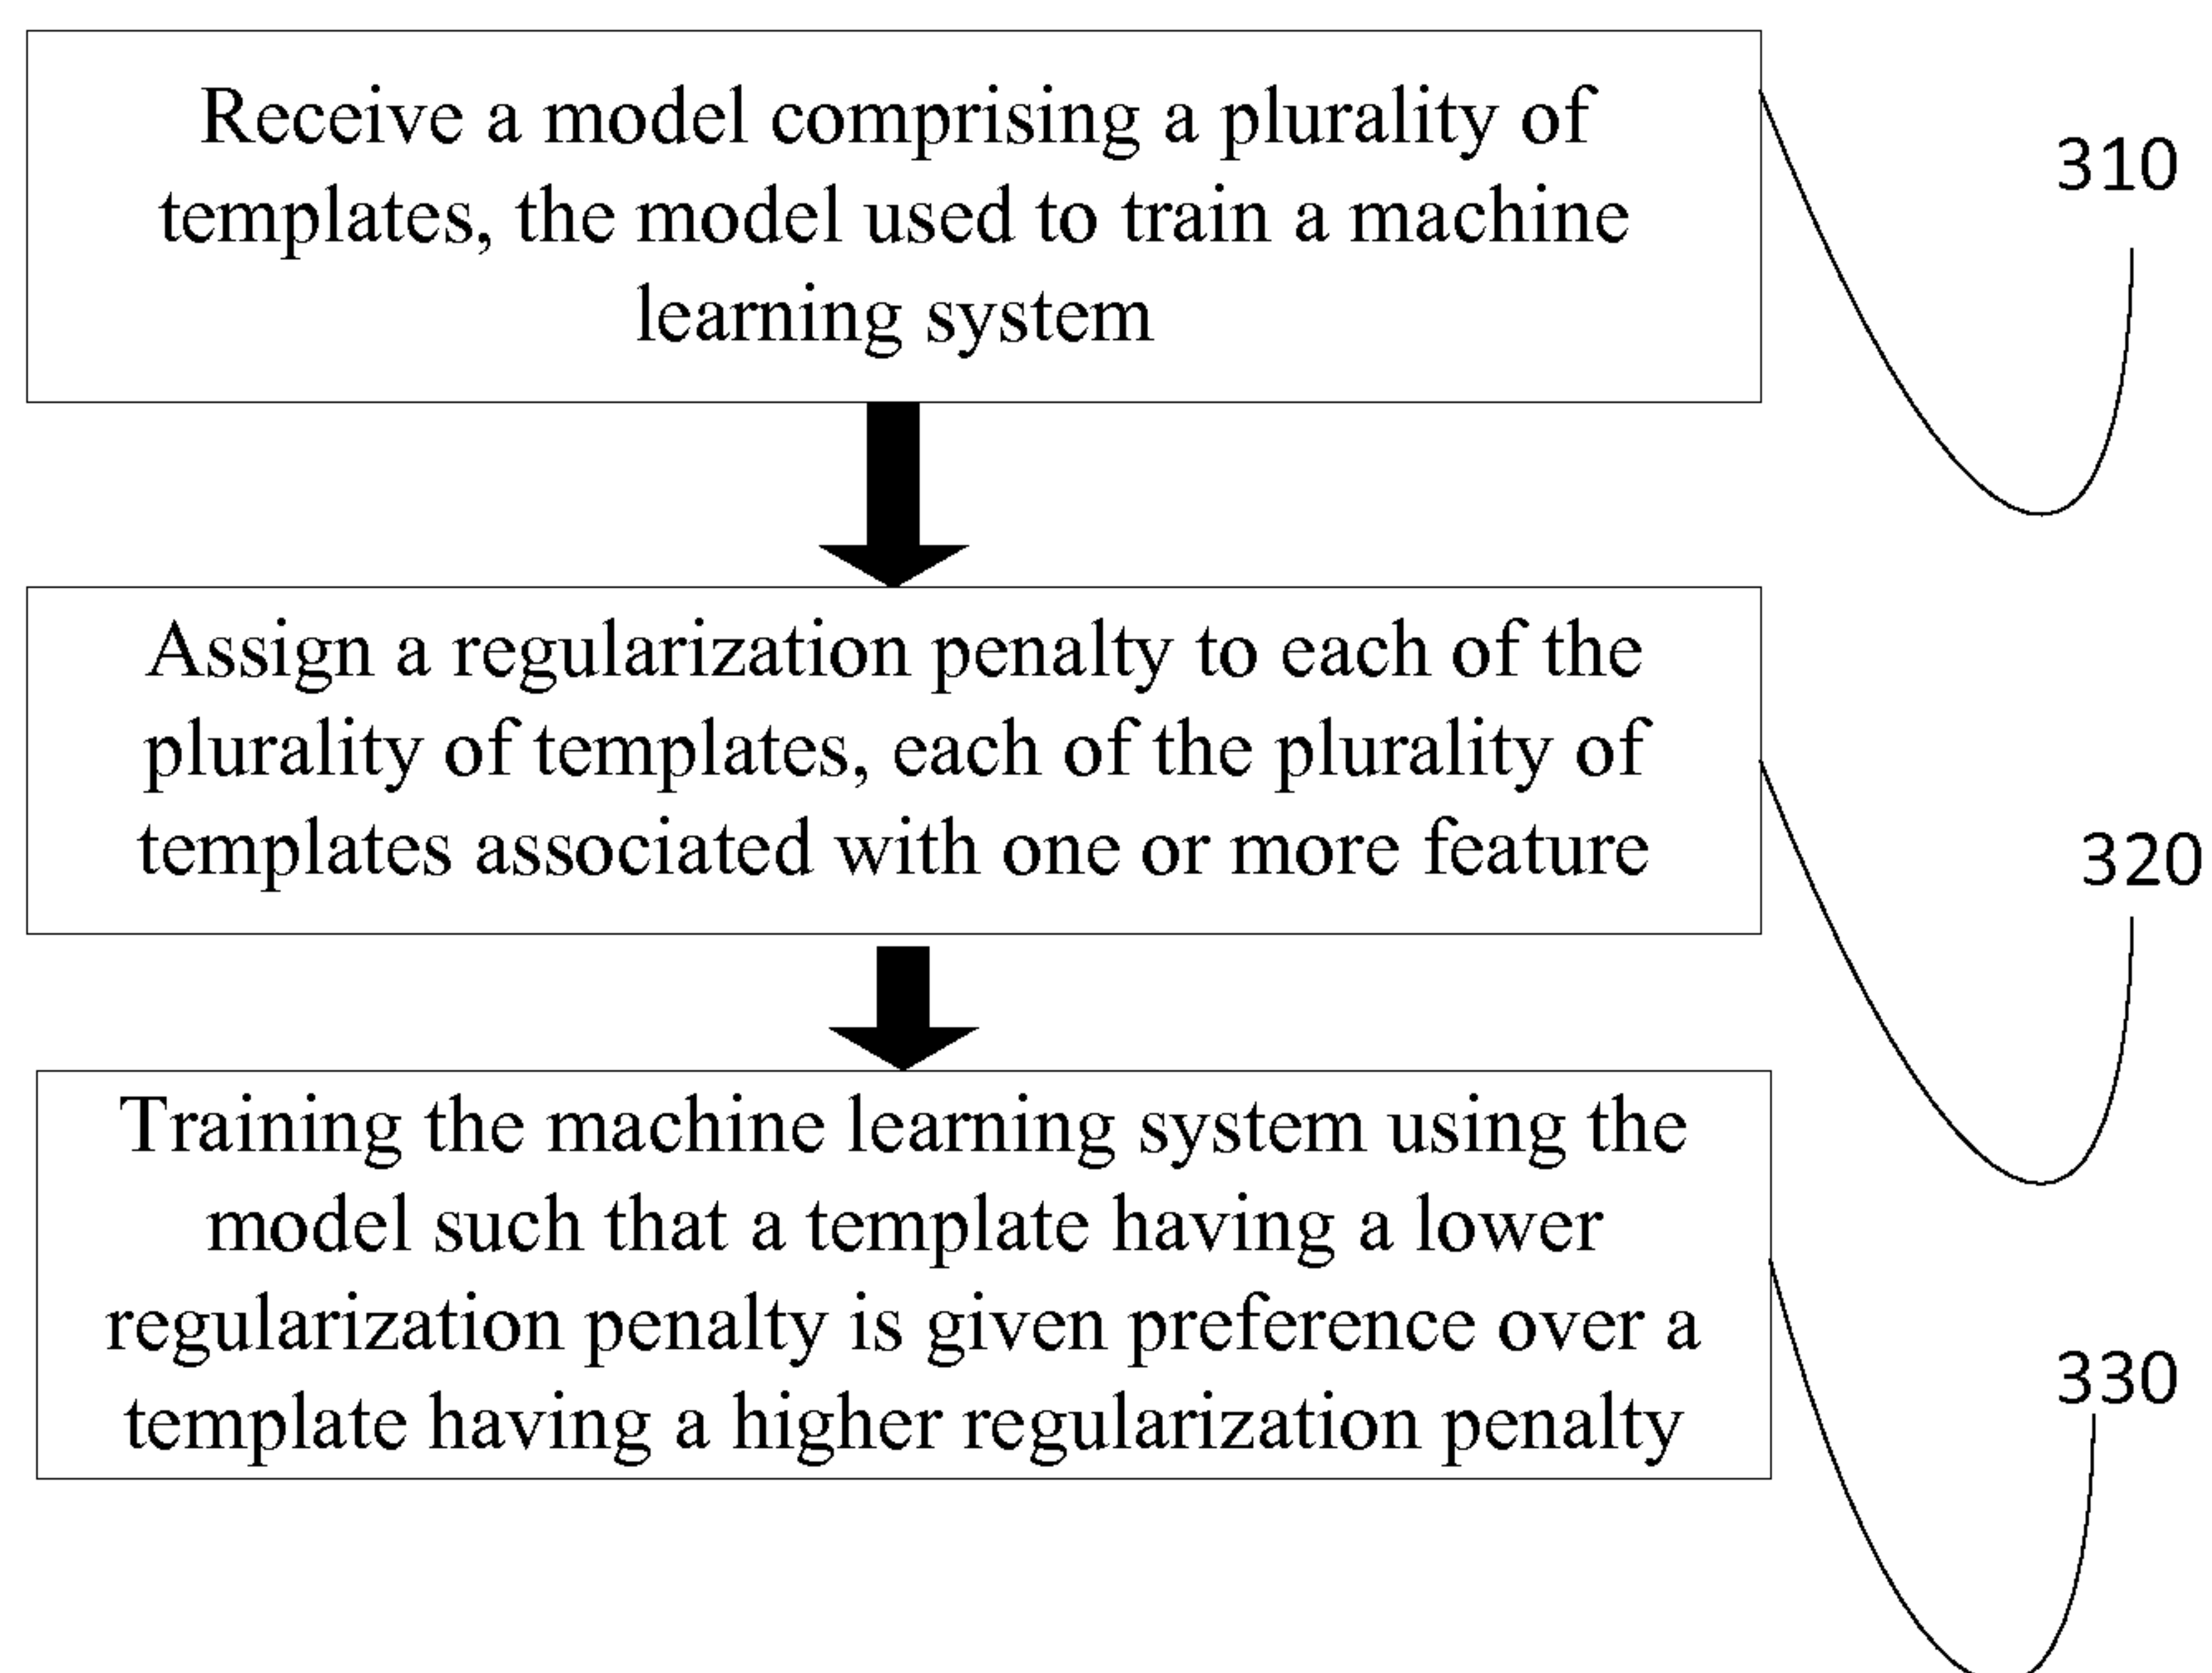 Receive a model comprising a plurality of
templates, the model used to train a machine
learning system
310
Assign a regularization penalty to each of the
plurality of templates, each of the plurality of
templates associated with one or more feature
320
Training the machine learning system using the
model such that a template having a lower
regularization penalty is given preference over a
template having a higher regularization penalty
330